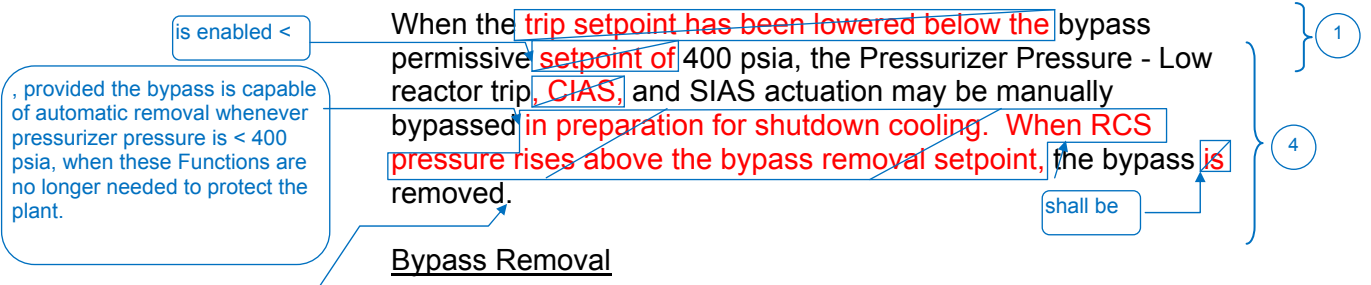 is enabled <
, provided the bypass is capable
of automatic removal whenever
pressurizer pressure is < 400
psia, when these Functions are
no longer needed to protect the
plant.
When the trip setpoint has been lowered below the bypass
permissive setpoint of 400 psia, the Pressurizer Pressure - Low
reactor trip, CIAS, and SIAS actuation may be manually
bypassed in preparation for shutdown cooling. When RCS
pressure rises above the bypass removal setpoint, the bypass is
removed.
shall be
Bypass Removal
1
4